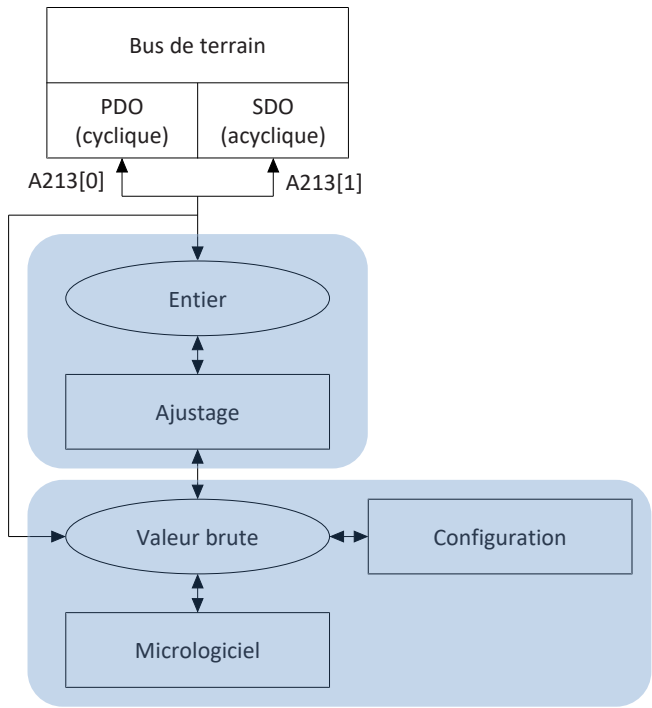 Bus de terrain
PDO
(cyclique)
SDO
(acyclique)
A213[0]
A213[1]
Entier
Ajustage
Valeur brute
Configuration
Micrologiciel